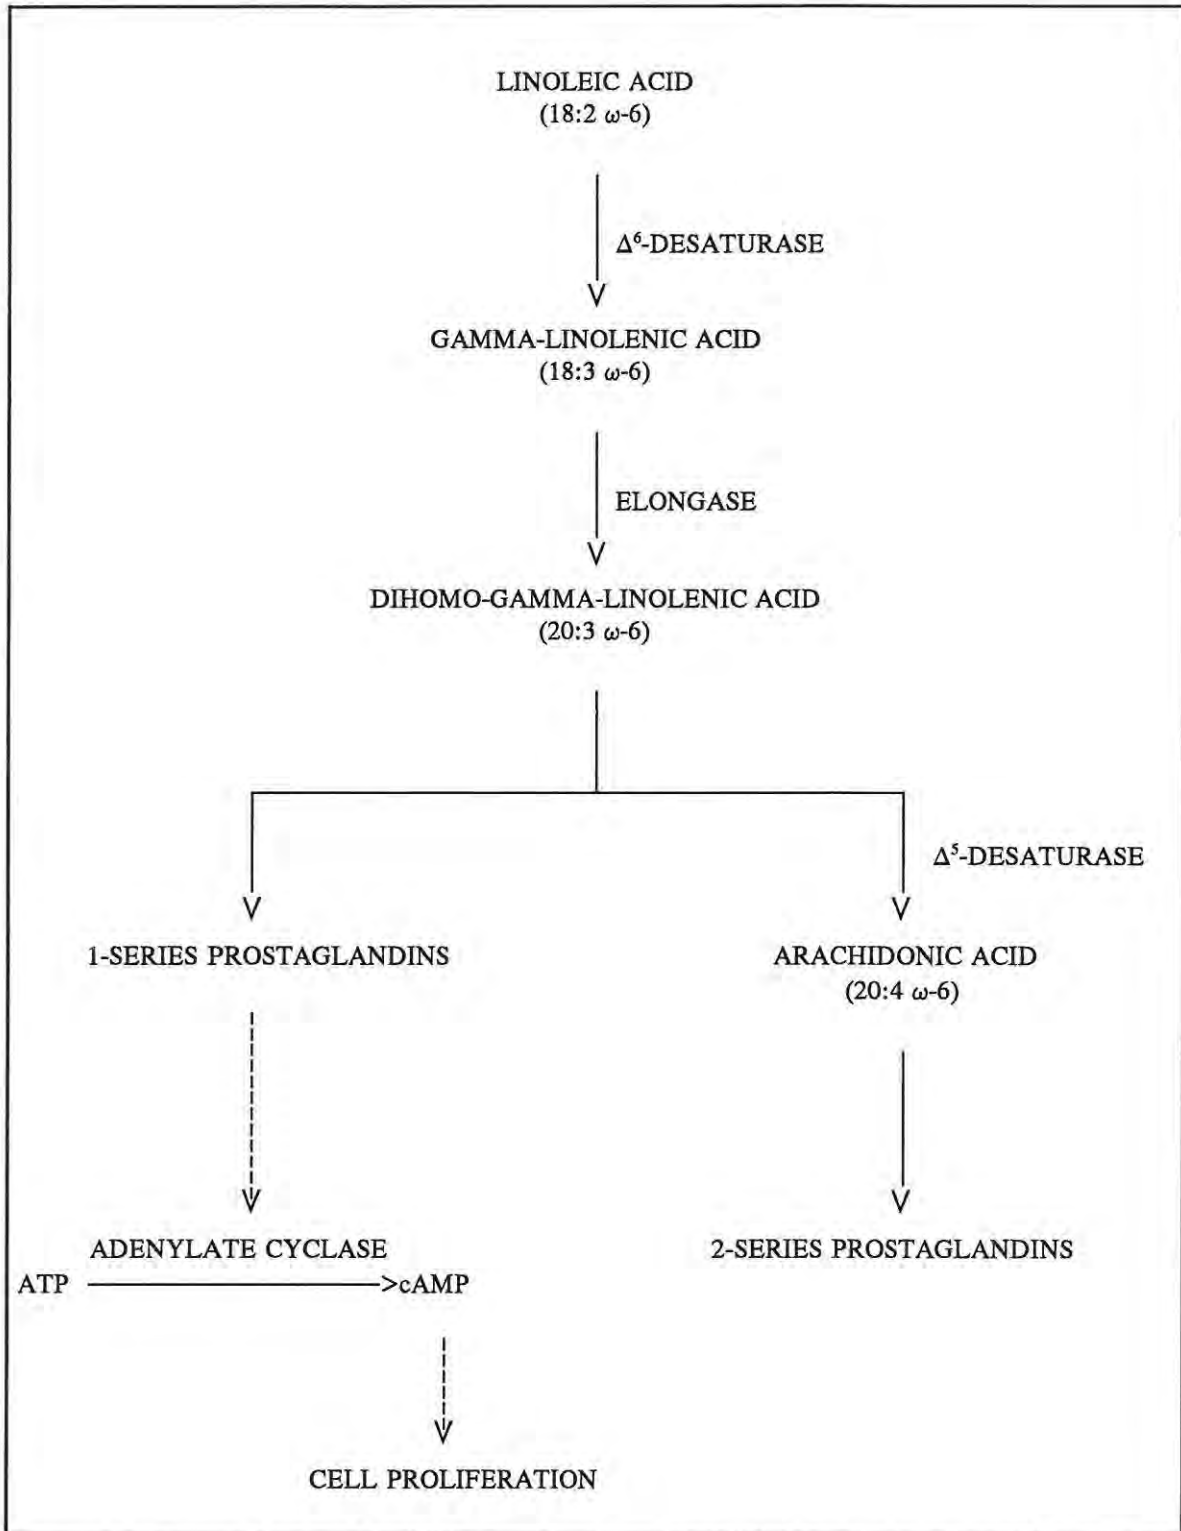 LINOLEIC ACID
(18:2 ω-6)
Δ⁶-DESATURASE
GAMMA-LINOLENIC ACID
(18:3 ω-6)
ELONGASE
DIHOMO-GAMMA-LINOLENIC ACID
(20:3 ω-6)
Δ⁵-DESATURASE
1-SERIES PROSTAGLANDINS
ARACHIDONIC ACID
(20:4 ω-6)
ADENYLATE CYCLASE
2-SERIES PROSTAGLANDINS
ATP ⟶ cAMP
CELL PROLIFERATION